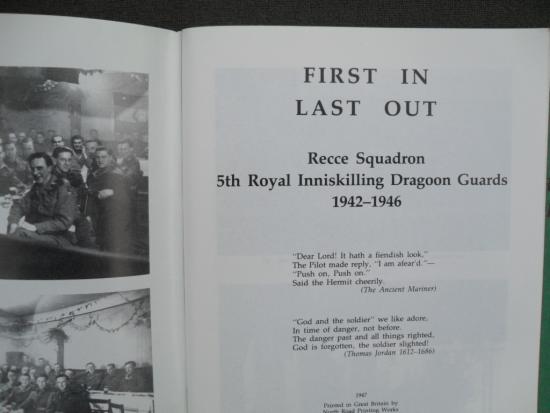 FIRST IN
LAST OUT
Recce Squadron
5th Royal Inniskilling Dragoon Guards
1942–1946
“Dear Lord! It hath a fiendish look,”
The Pilot made reply, “I am afear'd.”—
“Push on, Push on.”
Said the Hermit cheerily.
(The Ancient Mariner)
“God and the soldier” we like adore,
In time of danger, not before.
The danger past and all things righted,
God is forgotten, the soldier slighted!
(Thomas Jordan 1612–1686)
1947
Printed in Great Britain by
North Road Printing Works